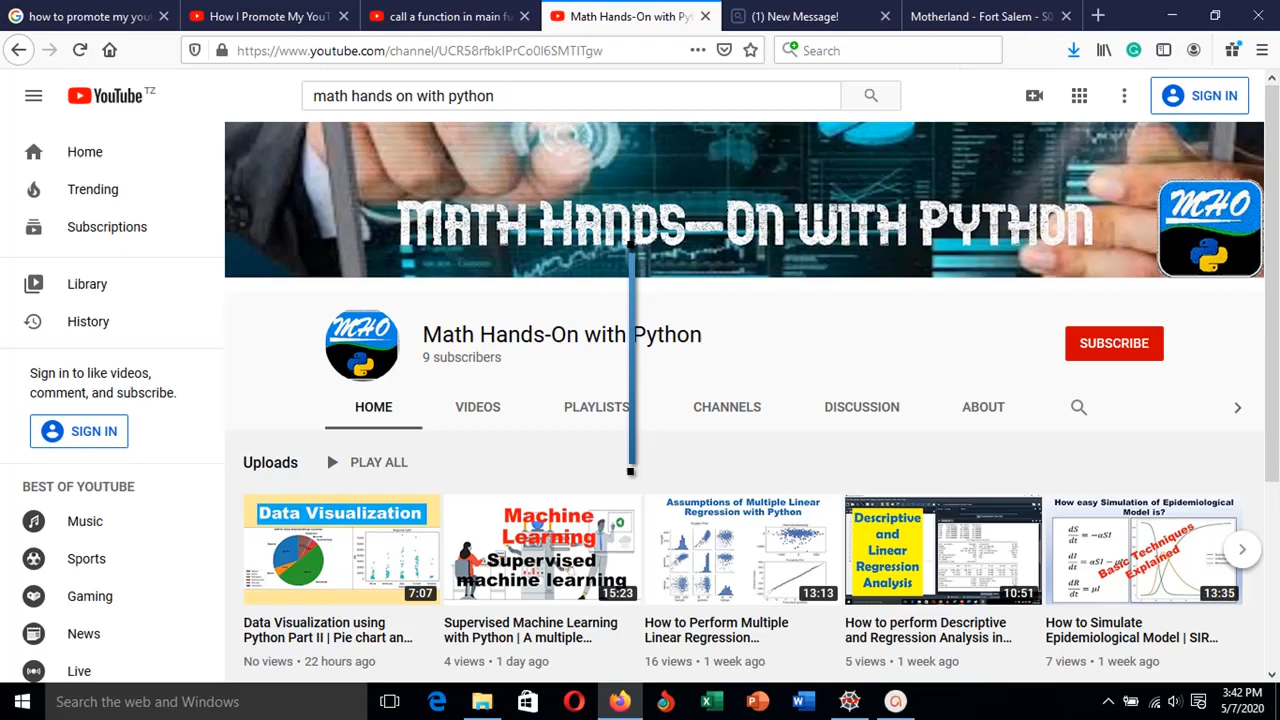 how to promote my yout
How I Promote My YouT
call a function in main fu
Math Hands-On with Pyt
(1) New Message!
Motherland - Fort Salem - S0
https://www.youtube.com/channel/UCR58rfbkIPrCo0I6SMTITgw
Search
YouTube TZ
math hands on with python
SIGN IN
Home
Trending
Subscriptions
Library
History
Sign in to like videos,
comment, and subscribe.
SIGN IN
BEST OF YOUTUBE
Music
Sports
Gaming
News
Live
MATH HANDS-ON WITH PYTHON
MHO
MHO
Math Hands-On with Python
9 subscribers
SUBSCRIBE
HOME VIDEOS PLAYLISTS CHANNELS DISCUSSION ABOUT
Uploads PLAY ALL
Data Visualization
7:07
Data Visualization using
Python Part II | Pie chart an...
No views • 22 hours ago
Machine
Learning
Supervised
machine learning
15:23
Supervised Machine Learning
with Python | A multiple...
4 views • 1 day ago
Assumptions of Multiple Linear
Regression with Python
13:13
How to Perform Multiple
Linear Regression...
16 views • 1 week ago
Descriptive
and
Linear
Regression
Analysis
10:51
How to perform Descriptive
and Regression Analysis in...
5 views • 1 week ago
How easy Simulation of Epidemiological
Model is?
Basic Techniques
Explained
13:35
How to Simulate
Epidemiological Model | SIR...
7 views • 1 week ago
Search the web and Windows
3:42 PM
5/7/2020